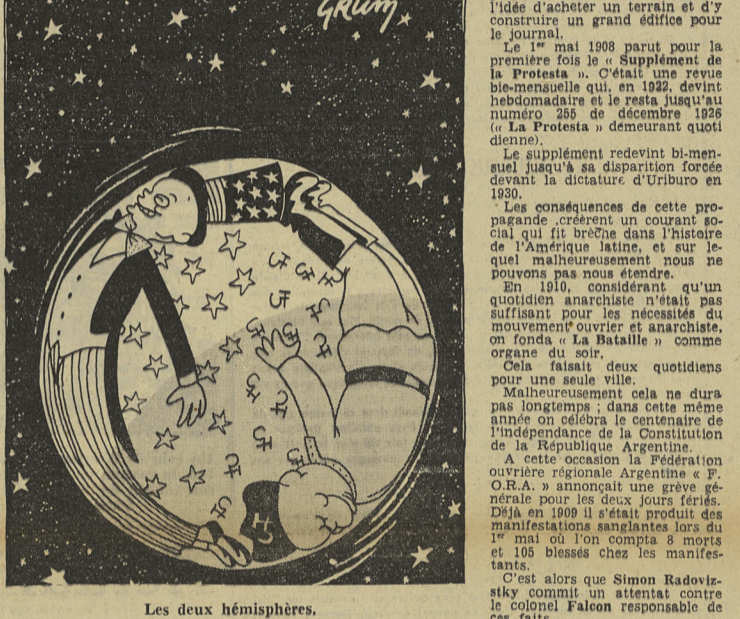 GRUM
Les deux hémisphères.
l'idée d'acheter un terrain et d'y
construire un grand édifice pour
le journal.
Le 1er mai 1908 parut pour la
première fois le « Supplément de
la Protesta ». C'était une revue
bie-mensuelle qui, en 1922, devint
hebdomadaire et le resta jusqu'au
numéro 255 de décembre 1926
(« La Protesta » demeurant quoti
dienne).
Le supplément redevint bi-men-
suel jusqu'à sa disparition forcée
devant la dictature d'Uriburo en
1930.
Les conséquences de cette pro-
pagande créèrent un courant so-
cial qui fit brèche dans l'histoire
de l'Amérique latine, et sur le-
quel malheureusement nous ne
pouvons pas nous étendre.
En 1910, considérant qu'un
quotidien anarchiste n'était pas
suffisant pour les nécessités du
mouvement ouvrier et anarchiste,
on fonda « La Bataille » comme
organe du soir.
Cela faisait deux quotidiens
pour une seule ville.
Malheureusement cela ne dura
pas longtemps ; dans cette même
année on célébra le centenaire de
l'indépendance de la Constitution
de la République Argentine.
A cette occasion la Fédération
ouvrière régionale Argentine « F.
O.R.A. » annonçait une grève gé-
nérale pour les deux jours fériés.
Déjà en 1909 il s'était produit des
manifestations sanglantes lors du
1er mai où l'on compta 8 morts
et 105 blessés chez les manifes-
tants.
C'est alors que Simon Radoviz-
stky commit un attentat contre
le colonel Falcon responsable de
ces faits.